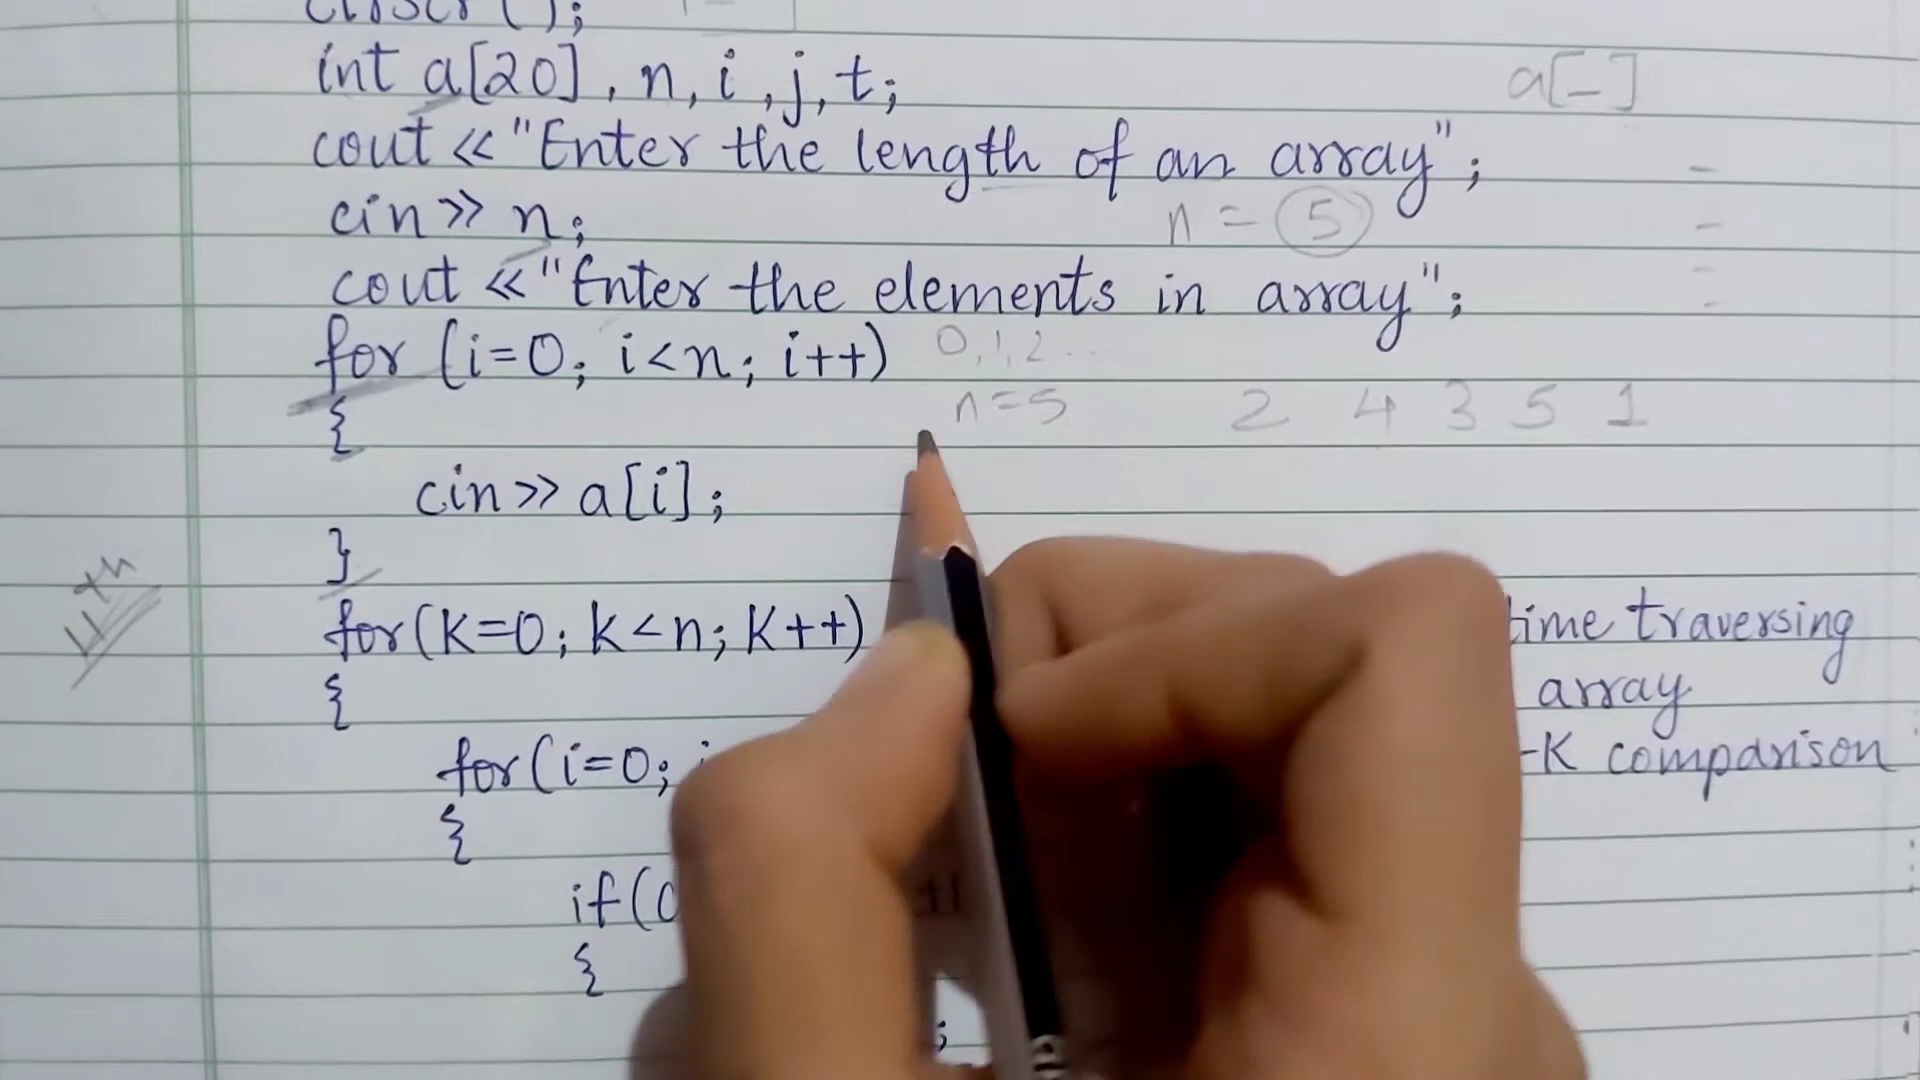 int a[20], n, i, j, t;
a[-]
cout << "Enter the length of an array";
cin >> n;
n = 5
cout << "Enter the elements in array";
for (i=0; i<n; i++) 0,1,2...
{ n=5 2 4 3 5 1
cin >> a[i];
}
11th
for(K=0; k<n; K++) time traversing
{ array
for(i=0; -K comparison
{
if(
{
;